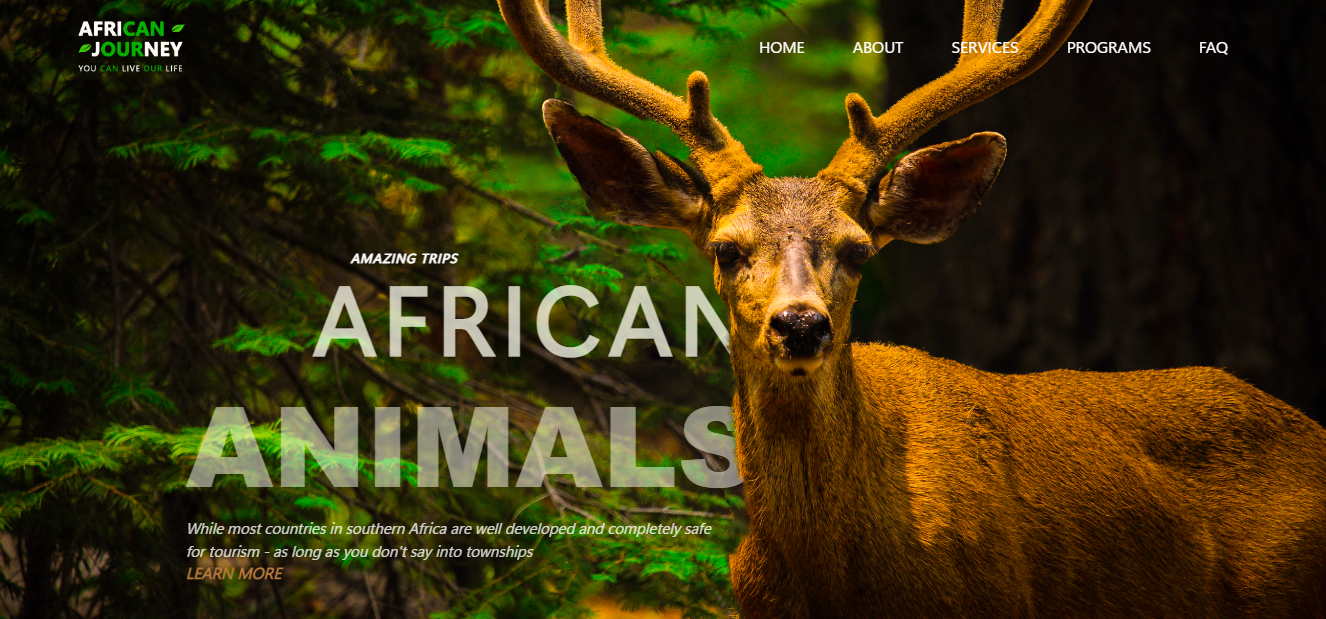 AFRICAN
JOURNEY
YOU CAN LIVE OUR LIFE
HOME ABOUT SERVICES PROGRAMS FAQ
AMAZING TRIPS
AFRICAN
ANIMALS
While most countries in southern Africa are well developed and completely safe
for tourism - as long as you don't say into townships
LEARN MORE